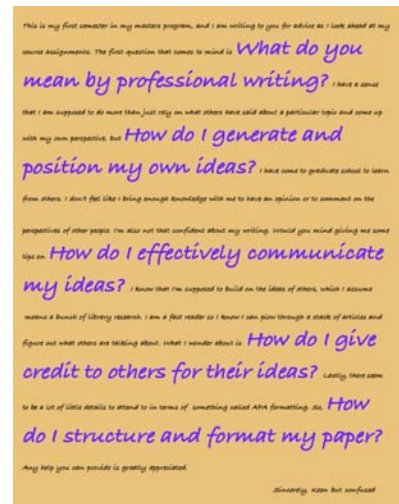 This is my first semester in my masters program, and I am writing to you for advice as I look ahead at my
course assignments. The first question that comes to mind is What do you
mean by professional writing? I have a sense
that I am supposed to do more than just rely on what others have said about a particular topic and come up
with my own perspective, but How do I generate and
position my own ideas? I have come to graduate school to learn
from others. I don't feel like I bring enough knowledge with me to have an opinion or to comment on the
perspectives of other people. I'm also not that confident about my writing. Would you mind giving me some
tips on How do I effectively communicate
my ideas? I know that I'm supposed to build on the ideas of others, which I assume
means a bunch of library research. I am a fast reader so I know I can plow through a stack of articles and
figure out what others are talking about. What I wonder about is How do I give
credit to others for their ideas? Lastly, there seem
to be a lot of little details to attend to in terms of something called APA formatting. So, How
do I structure and format my paper?
Any help you can provide is greatly appreciated
Sincerely, Keen but confused